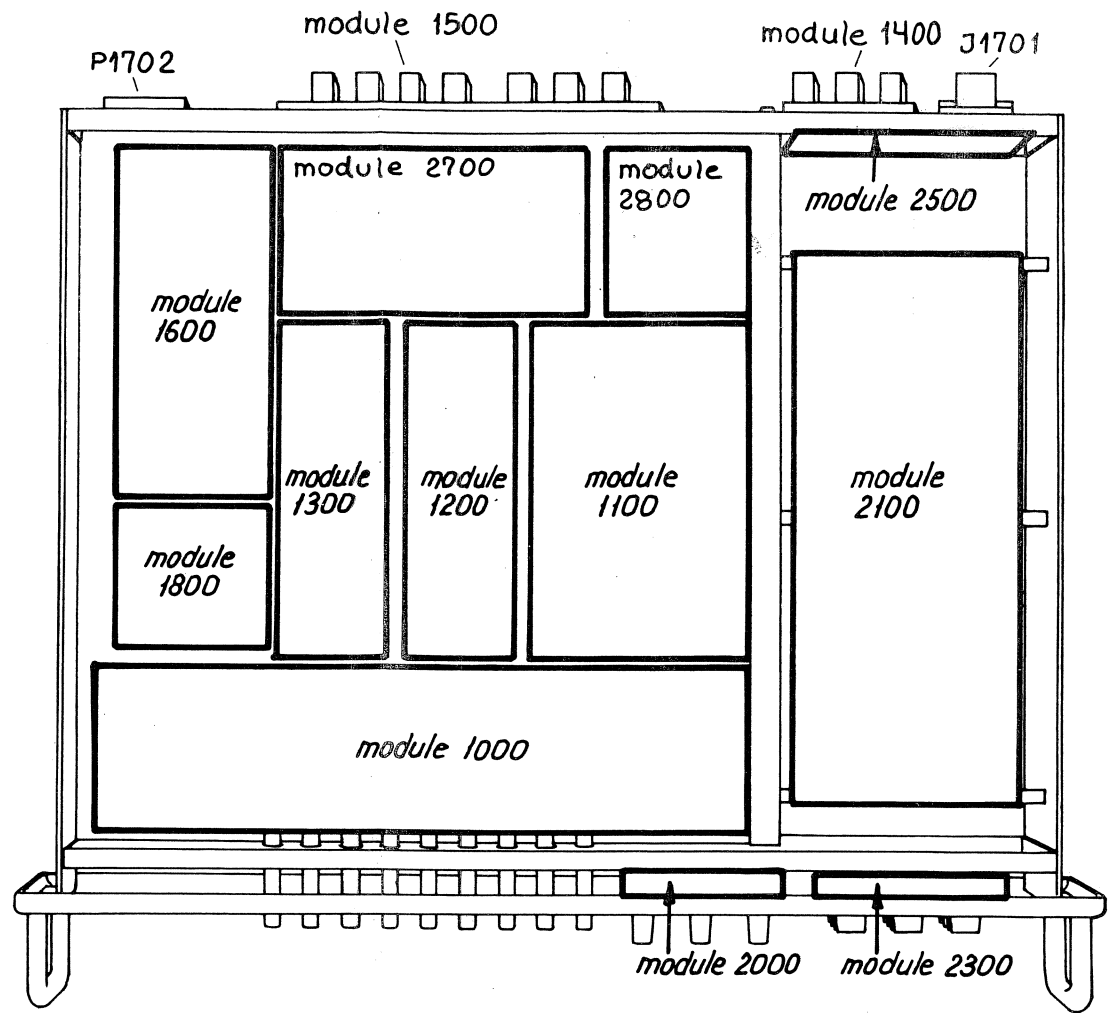 module 1500
module 1400
J1701
P1702
module 2700
module
2800
module 2500
module
1600
module
1300
module
1200
module
1100
module
2100
module
1800
module 1000
module 2000
module 2300